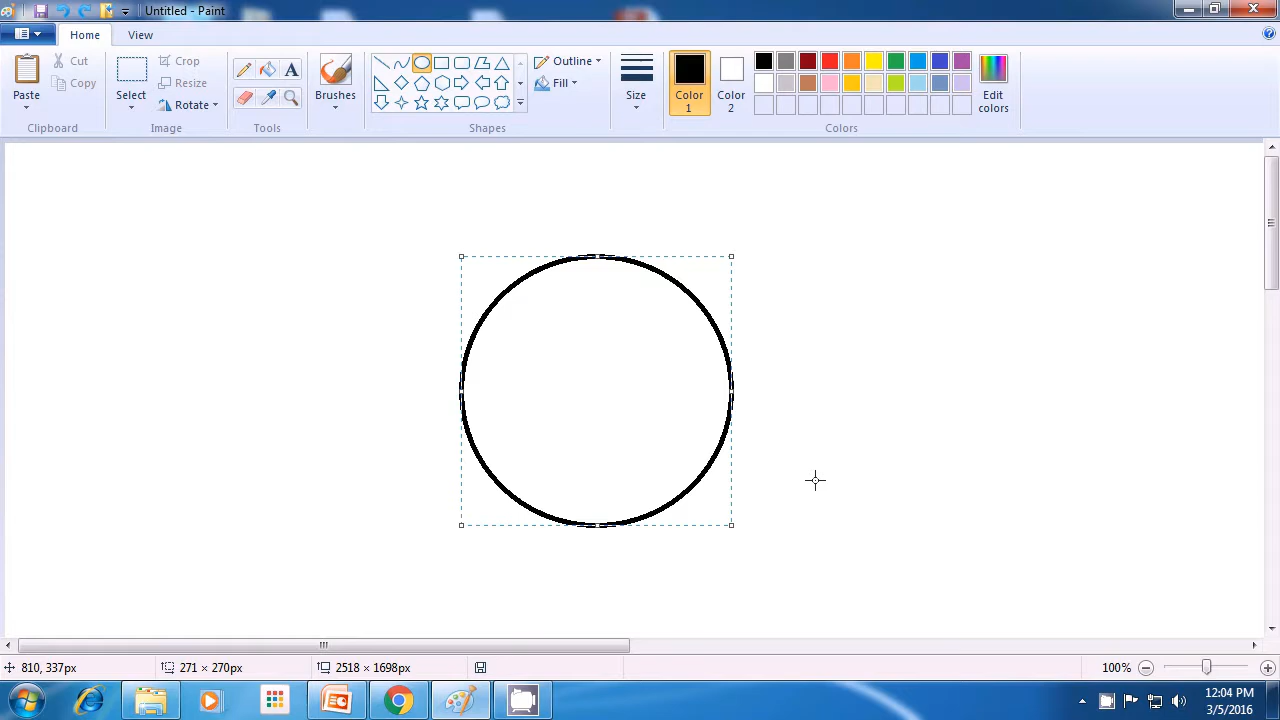 Untitled - Paint
Home
View
Paste
Cut
Copy
Clipboard
Select
Crop
Resize
Rotate
Image
Tools
Brushes
Outline
Fill
Shapes
Size
Color 1
Color 2
Edit colors
Colors
810, 337px
271 × 270px
2518 × 1698px
100%
12:04 PM
3/5/2016